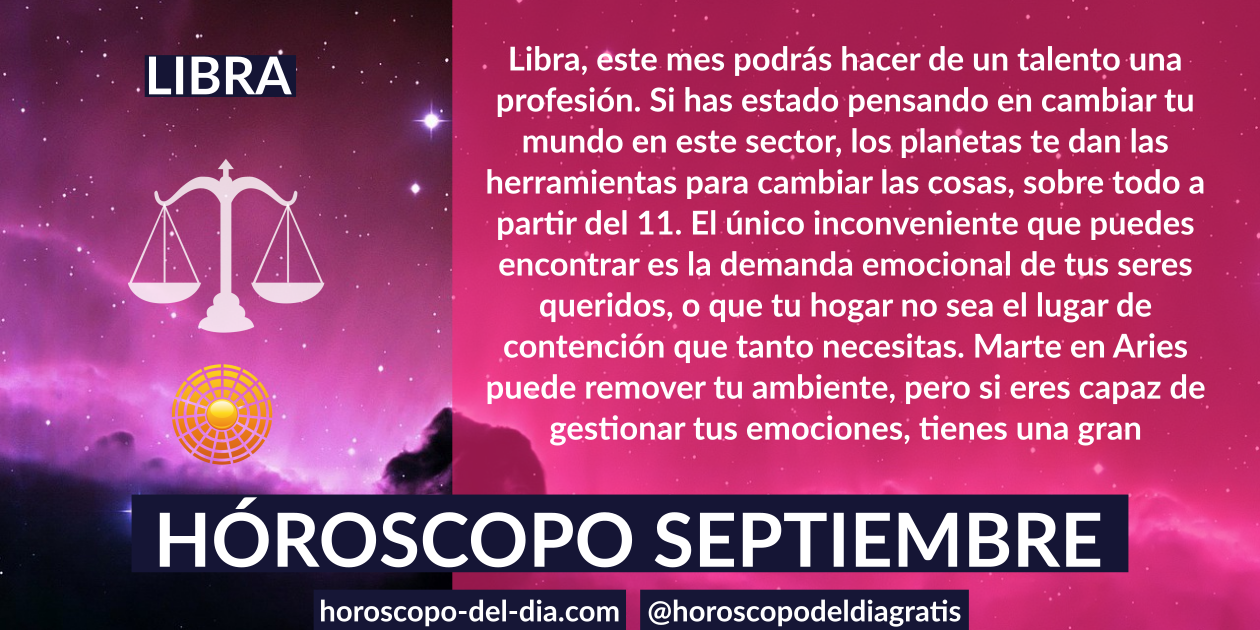 LIBRA
Libra, este mes podrás hacer de un talento una
profesión. Si has estado pensando en cambiar tu
mundo en este sector, los planetas te dan las
herramientas para cambiar las cosas, sobre todo a
partir del 11. El único inconveniente que puedes
encontrar es la demanda emocional de tus seres
queridos, o que tu hogar no sea el lugar de
contención que tanto necesitas. Marte en Aries
puede remover tu ambiente, pero si eres capaz de
gestionar tus emociones, tienes una gran
HÓROSCOPO SEPTIEMBRE
horoscopo-del-dia.com
@horoscopodeldiagratis